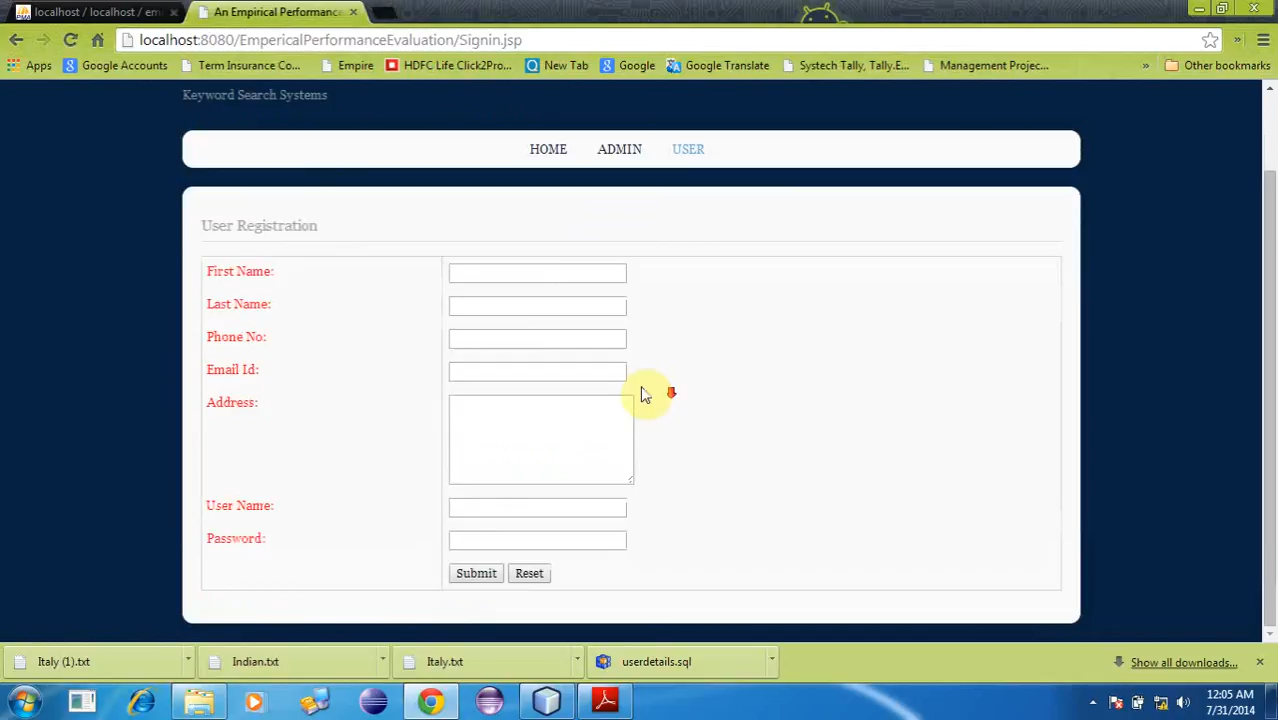 localhost / localhost / em
An Empirical Performance
localhost:8080/EmpericalPerformanceEvaluation/Signin.jsp
Apps
Google Accounts
Term Insurance Co...
Empire
HDFC Life Click2Pro...
New Tab
Google
Google Translate
Systech Tally, Tally.E...
Management Projec...
»
Other bookmarks
Keyword Search Systems
HOME
ADMIN
USER
User Registration
First Name:
Last Name:
Phone No:
Email Id:
Address:
User Name:
Password:
Submit
Reset
Italy (1).txt
Indian.txt
Italy.txt
userdetails.sql
Show all downloads...
12:05 AM
7/31/2014